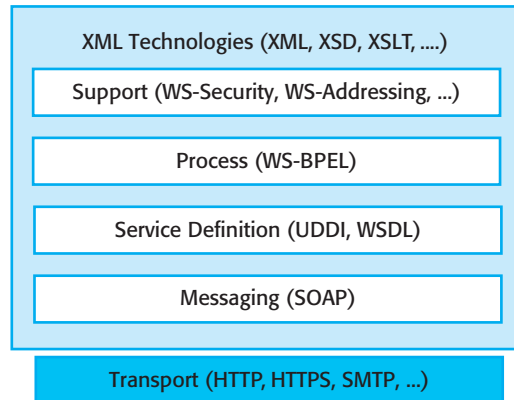 XML Technologies (XML, XSD, XSLT, ....)
Support (WS-Security, WS-Addressing, ...)
Process (WS-BPEL)
Service Definition (UDDI, WSDL)
Messaging (SOAP)
Transport (HTTP, HTTPS, SMTP, ...)